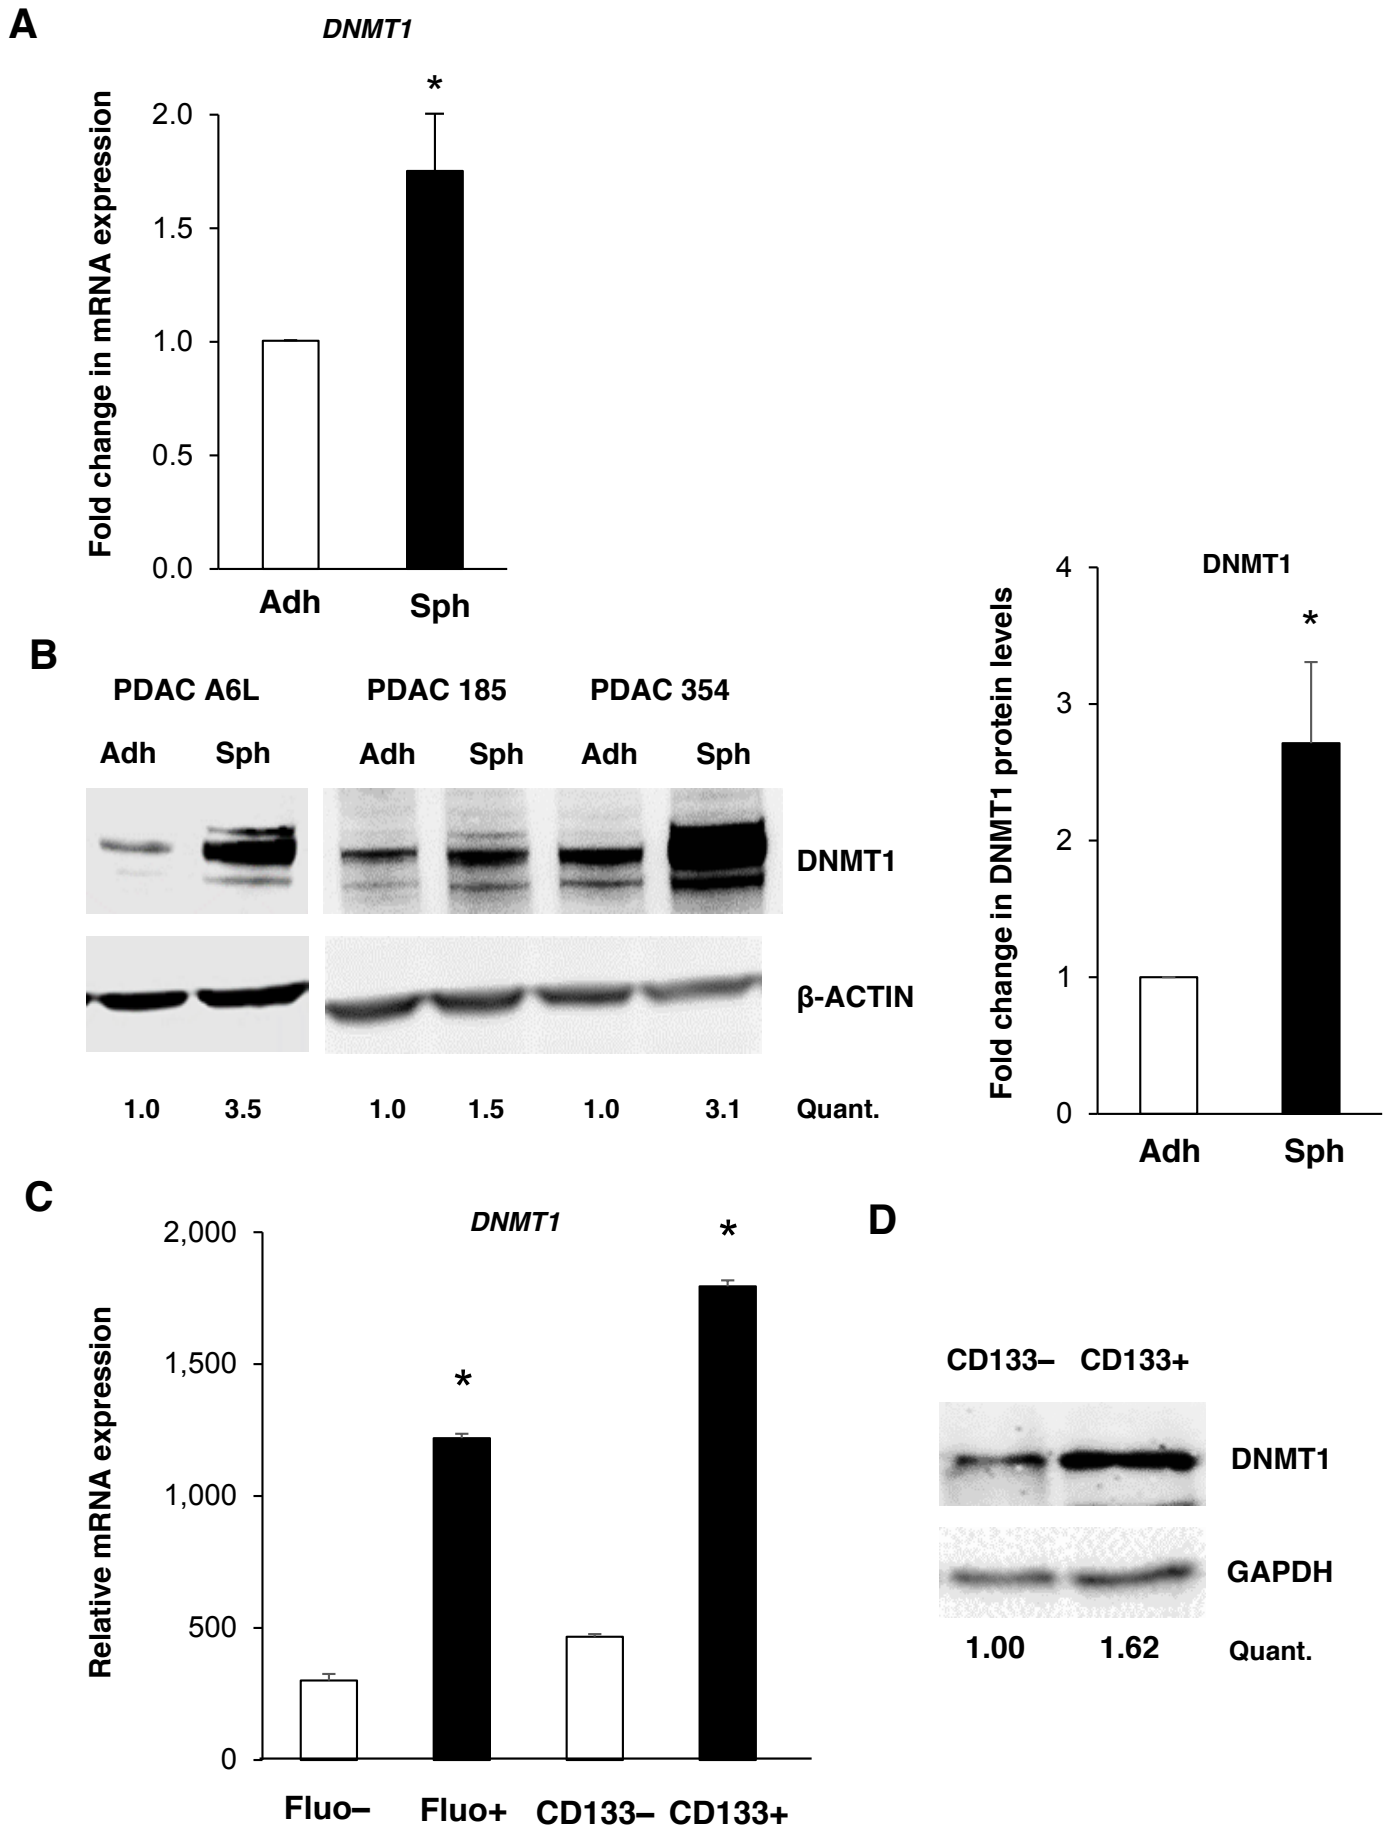 A
DNMT1
*
Fold change in mRNA expression
2.0
1.5
1.0
0.5
0.0
Adh Sph
B
PDAC A6L PDAC 185 PDAC 354
Adh Sph Adh Sph Adh Sph
DNMT1
β-ACTIN
1.0 3.5 1.0 1.5 1.0 3.1 Quant.
DNMT1
*
Fold change in DNMT1 protein levels
4
3
2
1
0
Adh Sph
C
DNMT1
*
*
Relative mRNA expression
2,000
1,500
1,000
500
0
Fluo– Fluo+ CD133– CD133+
D
CD133– CD133+
DNMT1
GAPDH
1.00 1.62 Quant.